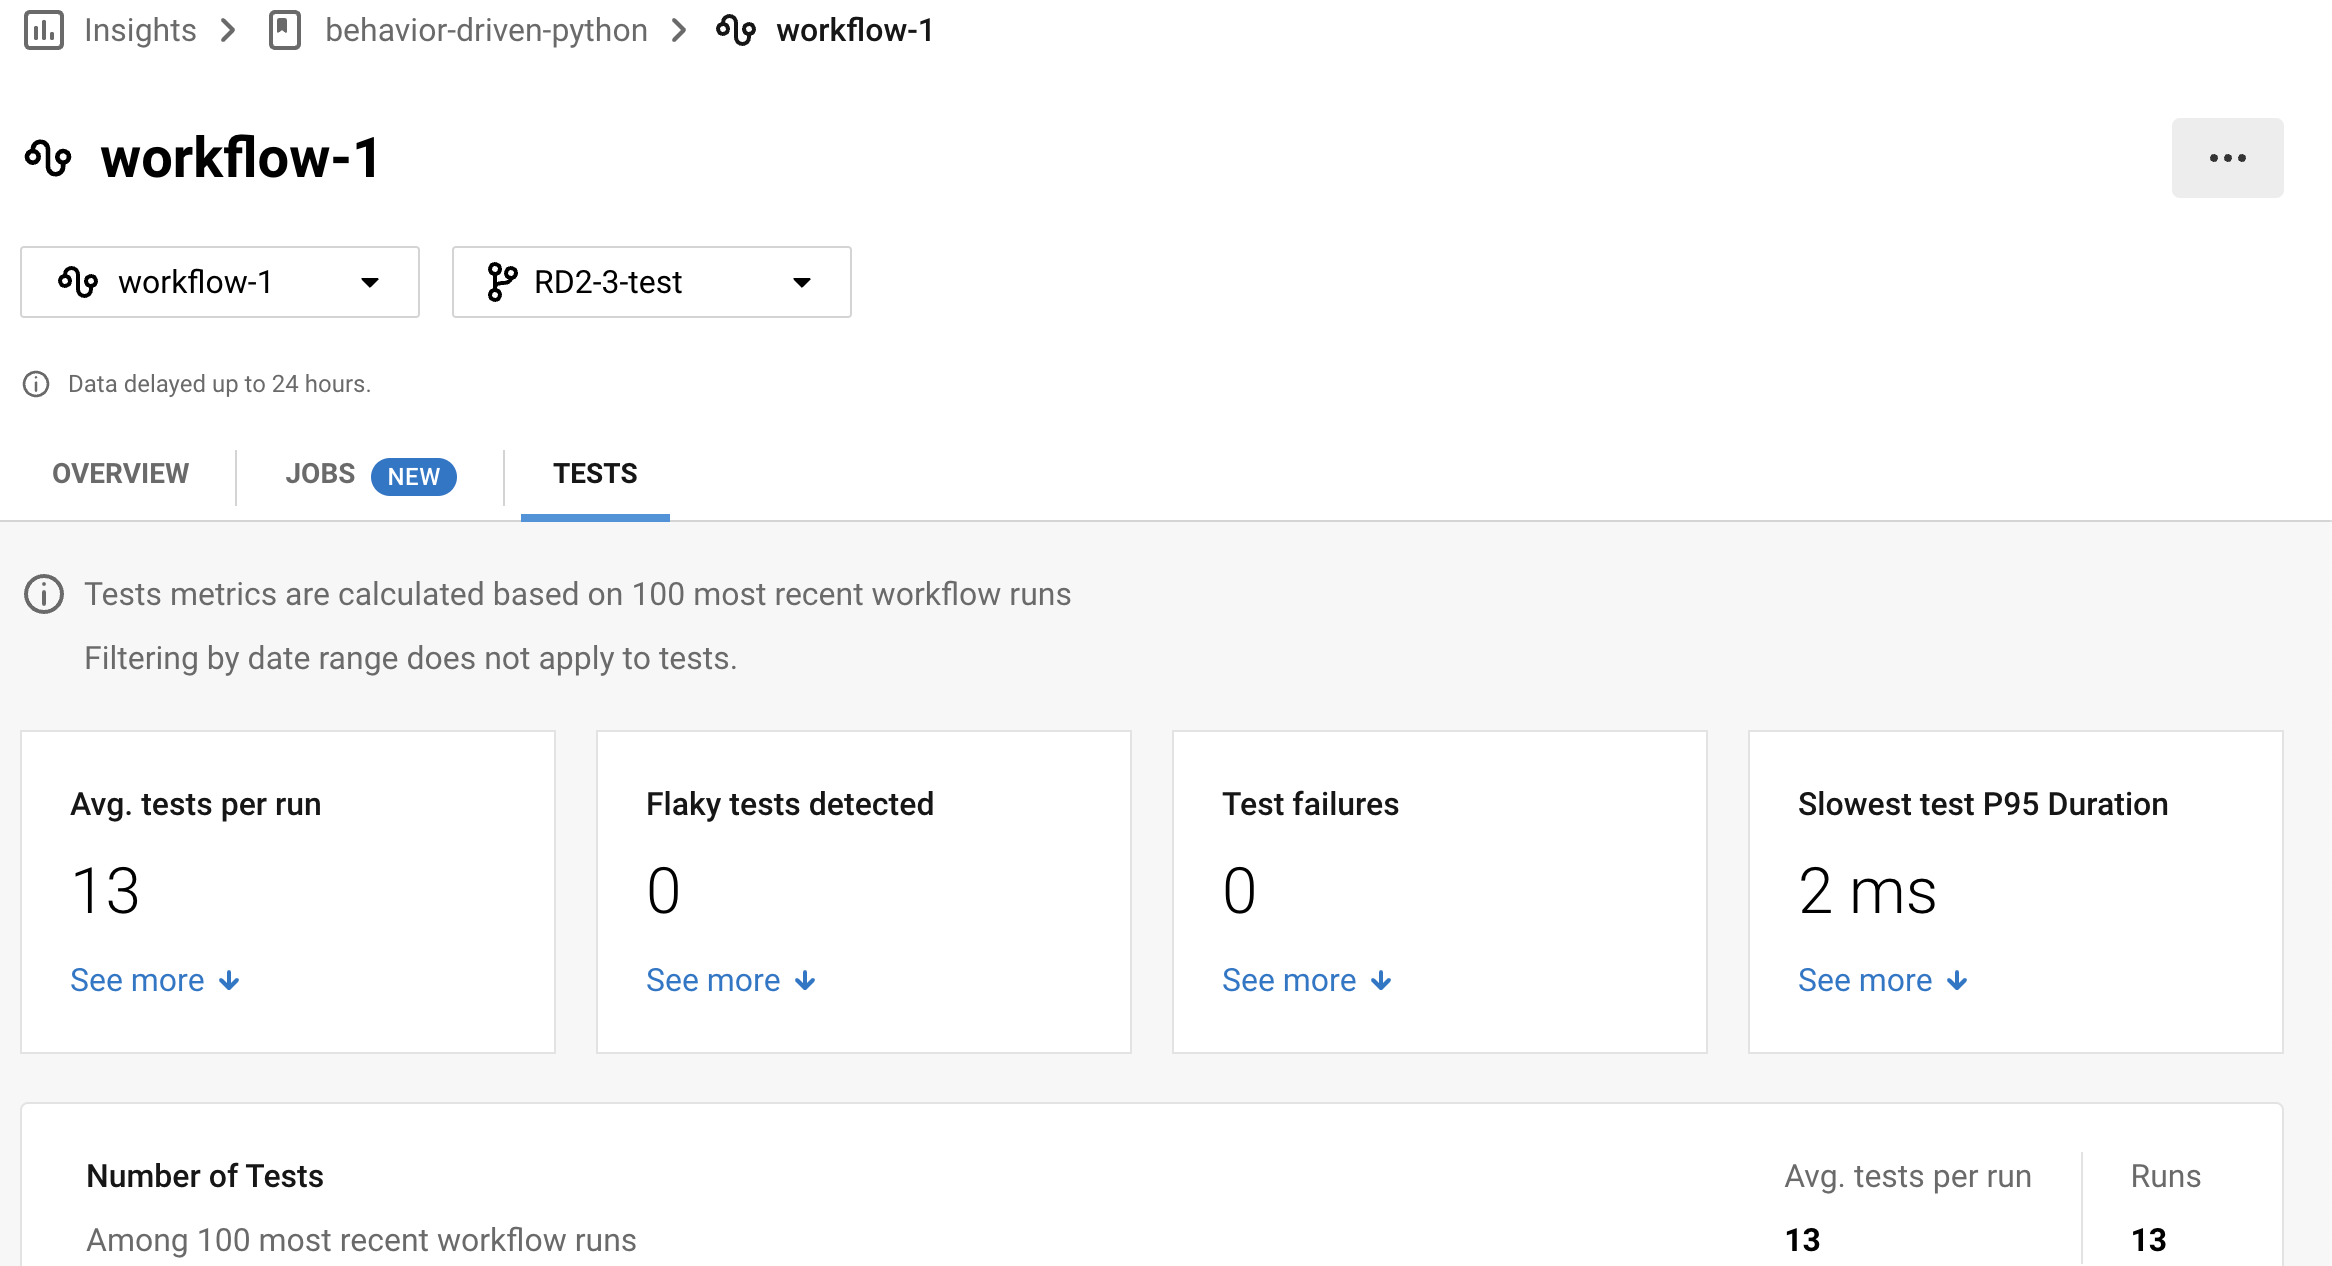 Insights > behavior-driven-python > workflow-1
workflow-1
workflow-1 RD2-3-test
Data delayed up to 24 hours.
OVERVIEW JOBS NEW TESTS
Tests metrics are calculated based on 100 most recent workflow runs
Filtering by date range does not apply to tests.
Avg. tests per run
13
See more
Flaky tests detected
0
See more
Test failures
0
See more
Slowest test P95 Duration
2 ms
See more
Number of Tests
Among 100 most recent workflow runs
Avg. tests per run
13
Runs
13